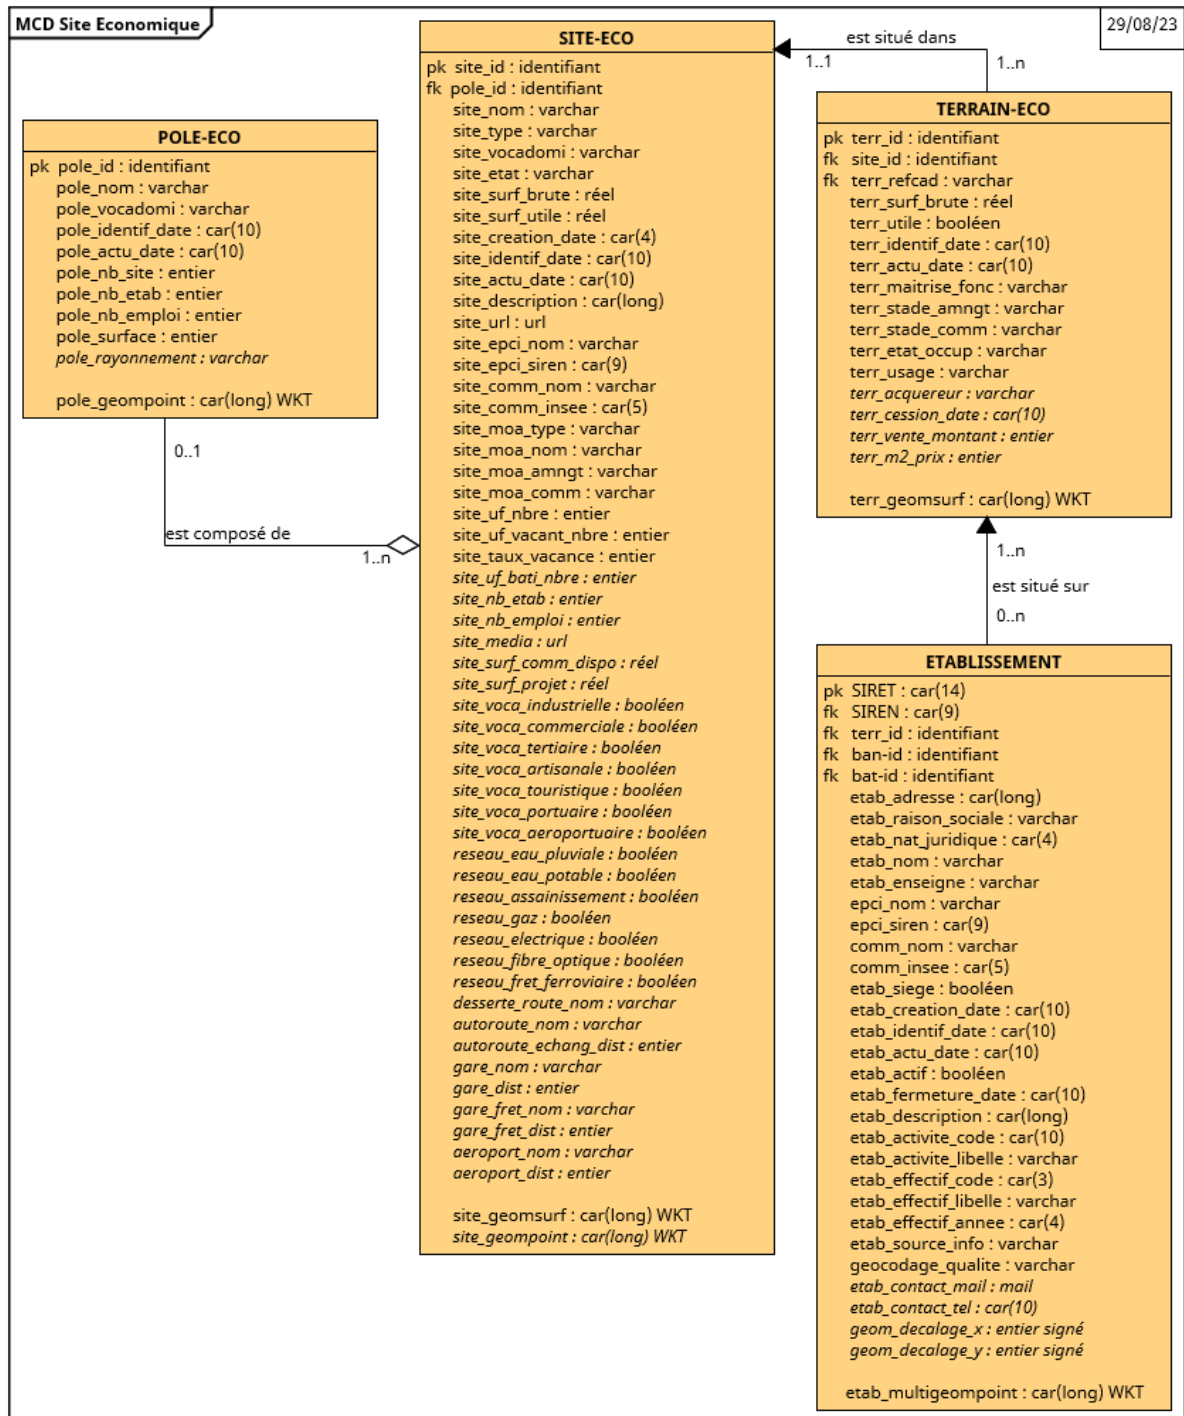 MCD Site Economique
29/08/23
POLE-ECO
pk pole_id : identifiant
pole_nom : varchar
pole_vocadomi : varchar
pole_identif_date : car(10)
pole_actu_date : car(10)
pole_nb_site : entier
pole_nb_etab : entier
pole_nb_emploi : entier
pole_surface : entier
pole_rayonnement : varchar
pole_geompoint : car(long) WKT
0..1
est composé de
1..n
SITE-ECO
pk site_id : identifiant
fk pole_id : identifiant
site_nom : varchar
site_type : varchar
site_vocadomi : varchar
site_etat : varchar
site_surf_brute : réel
site_surf_utile : réel
site_creation_date : car(4)
site_identif_date : car(10)
site_actu_date : car(10)
site_description : car(long)
site_url : url
site_epci_nom : varchar
site_epci_siren : car(9)
site_comm_nom : varchar
site_comm_insee : car(5)
site_moa_type : varchar
site_moa_nom : varchar
site_moa_amngt : varchar
site_moa_comm : varchar
site_uf_nbre : entier
site_uf_vacant_nbre : entier
site_taux_vacance : entier
site_uf_bati_nbre : entier
site_nb_etab : entier
site_nb_emploi : entier
site_media : url
site_surf_comm_dispo : réel
site_surf_projet : réel
site_voca_industrielle : booléen
site_voca_commerciale : booléen
site_voca_tertiaire : booléen
site_voca_artisanale : booléen
site_voca_touristique : booléen
site_voca_portuaire : booléen
site_voca_aeroportuaire : booléen
reseau_eau_pluviale : booléen
reseau_eau_potable : booléen
reseau_assainissement : booléen
reseau_gaz : booléen
reseau_electrique : booléen
reseau_fibre_optique : booléen
reseau_fret_ferroviaire : booléen
desserte_route_nom : varchar
autoroute_nom : varchar
autoroute_echang_dist : entier
gare_nom : varchar
gare_dist : entier
gare_fret_nom : varchar
gare_fret_dist : entier
aeroport_nom : varchar
aeroport_dist : entier
site_geomsurf : car(long) WKT
site_geompoint : car(long) WKT
est situé dans
1..1
1..n
TERRAIN-ECO
pk terr_id : identifiant
fk site_id : identifiant
fk terr_refcad : varchar
terr_surf_brute : réel
terr_utile : booléen
terr_identif_date : car(10)
terr_actu_date : car(10)
terr_maitrise_fonc : varchar
terr_stade_amngt : varchar
terr_stade_comm : varchar
terr_etat_occup : varchar
terr_usage : varchar
terr_acquereur : varchar
terr_cession_date : car(10)
terr_vente_montant : entier
terr_m2_prix : entier
terr_geomsurf : car(long) WKT
1..n
est situé sur
0..n
ETABLISSEMENT
pk SIRET : car(14)
fk SIREN : car(9)
fk terr_id : identifiant
fk ban-id : identifiant
fk bat-id : identifiant
etab_adresse : car(long)
etab_raison_sociale : varchar
etab_nat_juridique : car(4)
etab_nom : varchar
etab_enseigne : varchar
epci_nom : varchar
epci_siren : car(9)
comm_nom : varchar
comm_insee : car(5)
etab_siege : booléen
etab_creation_date : car(10)
etab_identif_date : car(10)
etab_actu_date : car(10)
etab_actif : booléen
etab_fermeture_date : car(10)
etab_description : car(long)
etab_activite_code : car(10)
etab_activite_libelle : varchar
etab_effectif_code : car(3)
etab_effectif_libelle : varchar
etab_effectif_annee : car(4)
etab_source_info : varchar
geocodage_qualite : varchar
etab_contact_mail : mail
etab_contact_tel : car(10)
geom_decalage_x : entier signé
geom_decalage_y : entier signé
etab_multigeompoint : car(long) WKT